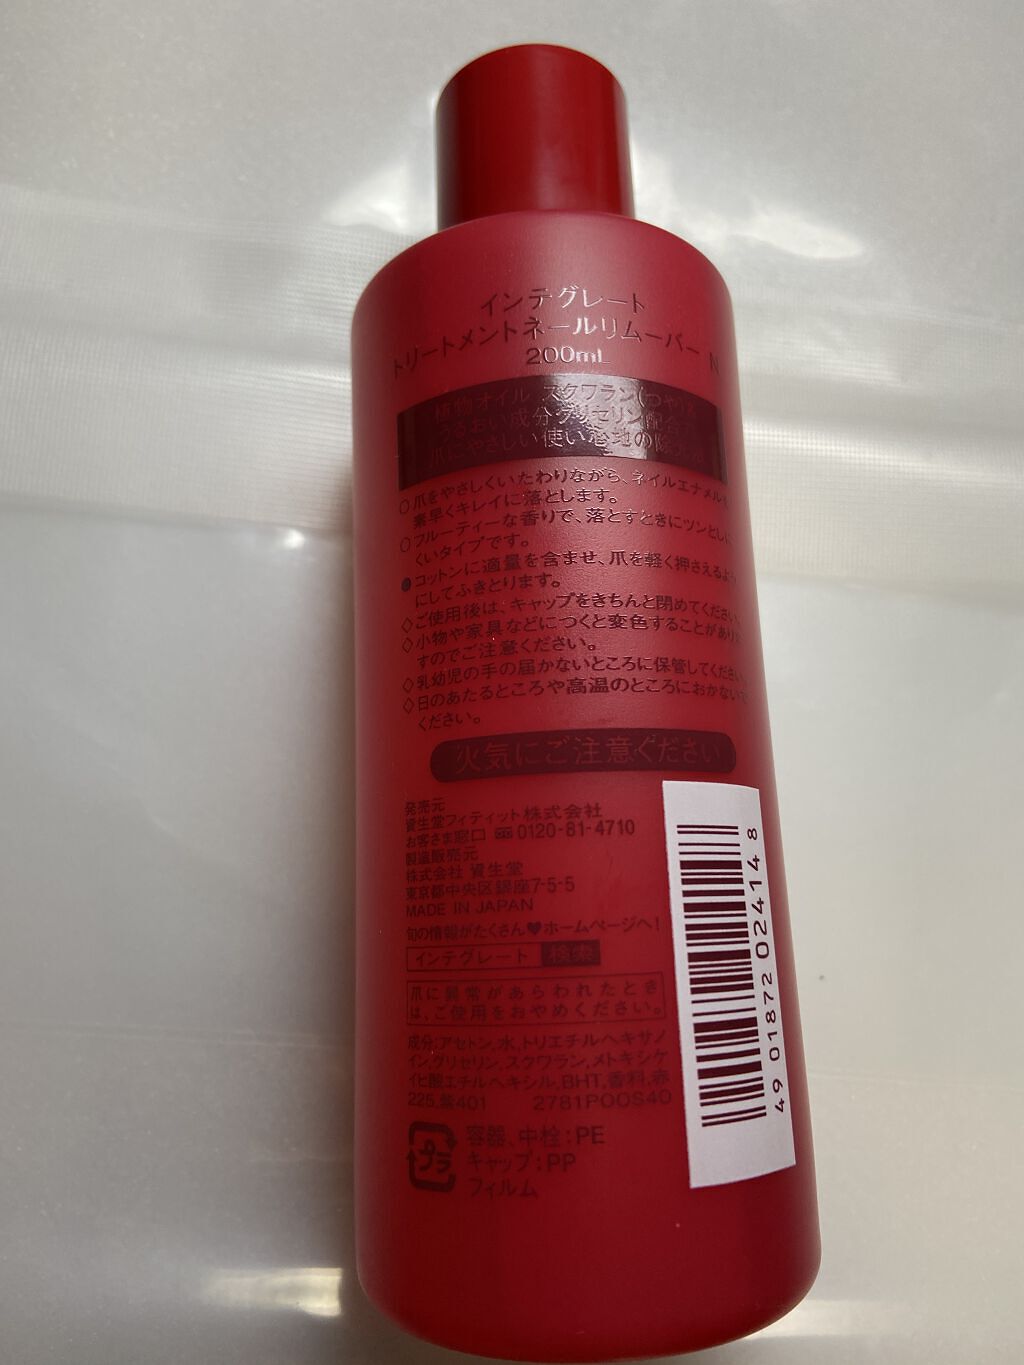 インテグレート
トリートメントネールリムーバー N
200mL
植物オイル スクワラン(つや)&
うるおい成分グリセリン配合で
爪にやさしい使い心地の除光液
○爪をやさしくいたわりながら、ネイルエナメルを
素早くキレイに落とします。
○フルーティーな香りで、落とすときにツンとしに
くいタイプです。
●コットンに適量を含ませ、爪を軽く押さえるよう
にしてふきとります。
◇ご使用後は、キャップをきちんと閉めてください。
◇小物や家具などにつくと変色することがありま
すのでご注意ください。
◇乳幼児の手の届かないところに保管してください。
◇日のあたるところや高温のところにおかないで
ください。
火気にご注意ください
発売元
資生堂フィティット株式会社
お客さま窓口 0120-81-4710
製造販売元
株式会社 資生堂
東京都中央区銀座7-5-5
MADE IN JAPAN
旬の情報がたくさん♥ホームページへ!
インテグレート 検索
爪に異常があらわれたとき
は、ご使用をおやめください。
成分:アセトン,水,トリエチルヘキサノ
イン,グリセリン,スクワラン,メトキシケ
イヒ酸エチルヘキシル,BHT,香料,赤
225,紫401 2781P00S40
プラ
容器、中栓:PE
キャップ:PP
フィルム
49 01872 02414 8